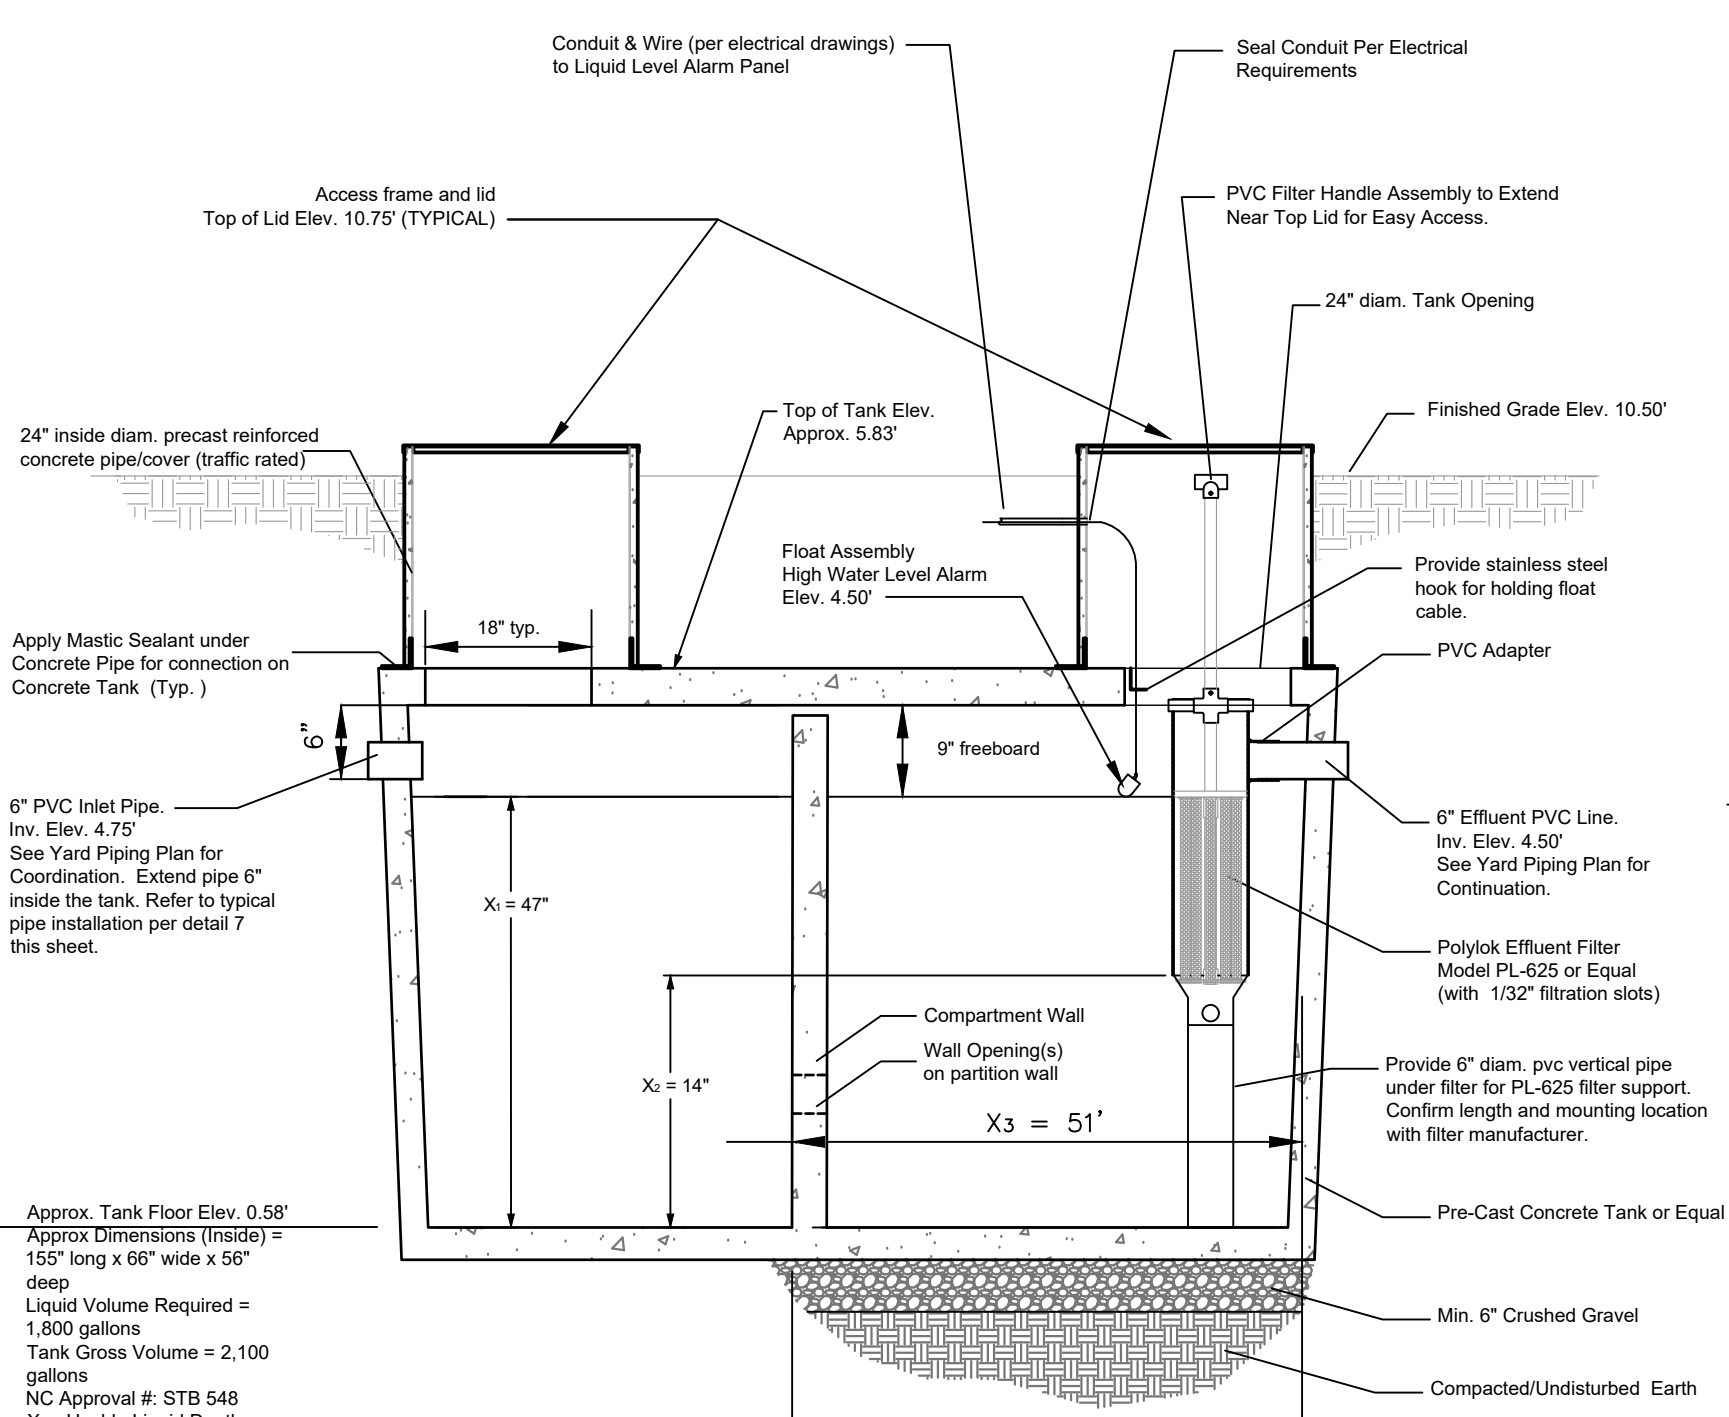 Conduit & Wire (per electrical drawings)
to Liquid Level Alarm Panel
Seal Conduit Per Electrical
Requirements
Access frame and lid
Top of Lid Elev. 10.75' (TYPICAL)
PVC Filter Handle Assembly to Extend
Near Top Lid for Easy Access.
24" diam. Tank Opening
Top of Tank Elev.
Approx. 5.83'
Finished Grade Elev. 10.50'
24" inside diam. precast reinforced
concrete pipe/cover (traffic rated)
Float Assembly
High Water Level Alarm
Elev. 4.50'
Provide stainless steel
hook for holding float
cable.
18" typ.
Apply Mastic Sealant under
Concrete Pipe for connection on
Concrete Tank (Typ. )
PVC Adapter
6"
9" freeboard
6" PVC Inlet Pipe.
Inv. Elev. 4.75'
See Yard Piping Plan for
Coordination. Extend pipe 6"
inside the tank. Refer to typical
pipe installation per detail 7
this sheet.
6" Effluent PVC Line.
Inv. Elev. 4.50'
See Yard Piping Plan for
Continuation.
X1 = 47"
Polylok Effluent Filter
Model PL-625 or Equal
(with 1/32" filtration slots)
Compartment Wall
Wall Opening(s)
on partition wall
X2 = 14"
Provide 6" diam. pvc vertical pipe
under filter for PL-625 filter support.
Confirm length and mounting location
with filter manufacturer.
X3 = 51'
Pre-Cast Concrete Tank or Equal
Approx. Tank Floor Elev. 0.58'
Approx Dimensions (Inside) =
155" long x 66" wide x 56"
deep
Liquid Volume Required =
1,800 gallons
Tank Gross Volume = 2,100
gallons
NC Approval #: STB 548
Min. 6" Crushed Gravel
Compacted/Undisturbed Earth